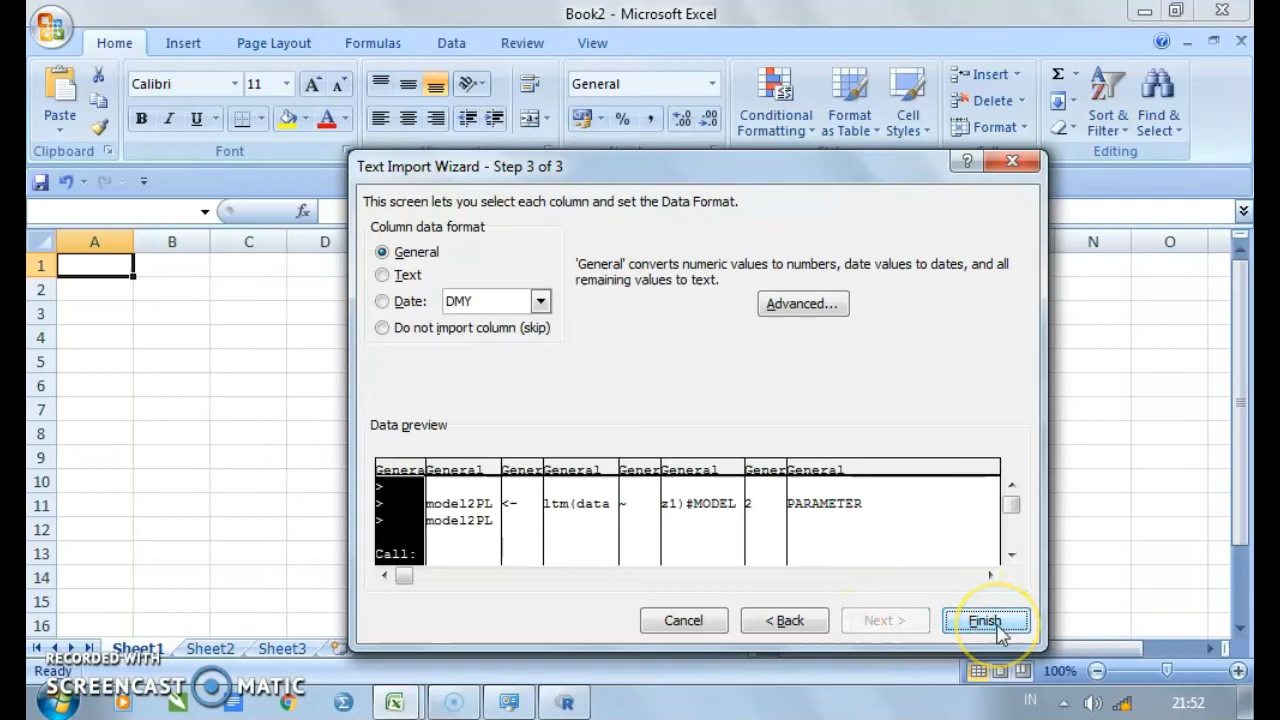 Book2 - Microsoft Excel
Home Insert Page Layout Formulas Data Review View
Calibri 11 General Insert
Paste Conditional Format Cell Delete Sort & Find &
Formatting as Table Styles Format Filter Select
Clipboard Font Editing
Text Import Wizard - Step 3 of 3
This screen lets you select each column and set the Data Format.
Column data format
General
Text
Date: DMY
Do not import column (skip)
'General' converts numeric values to numbers, date values to dates, and all
remaining values to text.
Advanced...
Data preview
Genera General Gener General Gener General Gener General
>
> model2PL <- ltm(data ~ z1)#MODEL 2 PARAMETER
> model2PL
Call:
Cancel < Back Next > Finish
A B C D N O
1
2
3
4
5
6
7
8
9
10
11
12
13
14
15
16
Sheet1 Sheet2 Sheet3
Ready 100%
RECORDED WITH
SCREENCAST MATIC
IN 21:52